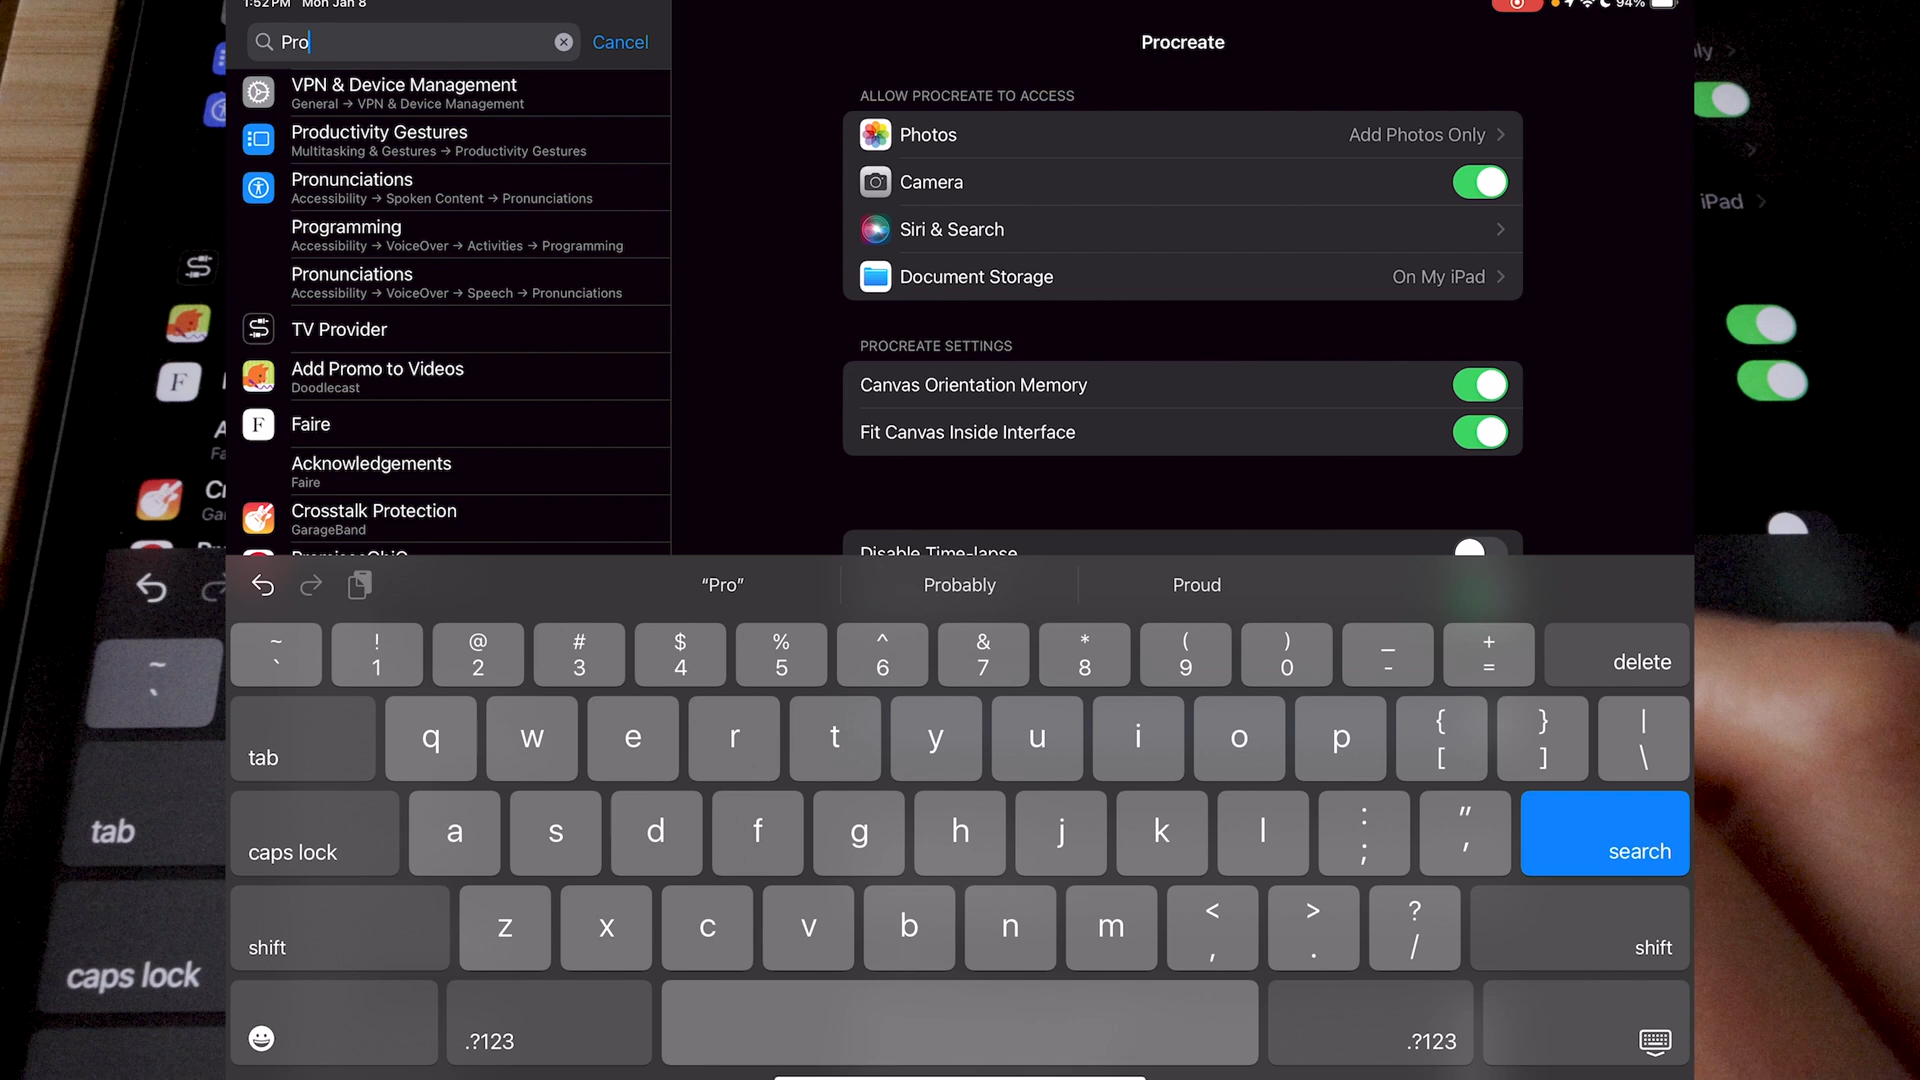 1:52 PM Mon Jan 8
94%
Pro
Cancel
VPN & Device Management
General → VPN & Device Management
Productivity Gestures
Multitasking & Gestures → Productivity Gestures
Pronunciations
Accessibility → Spoken Content → Pronunciations
Programming
Accessibility → VoiceOver → Activities → Programming
Pronunciations
Accessibility → VoiceOver → Speech → Pronunciations
TV Provider
Add Promo to Videos
Doodlecast
F
Faire
Acknowledgements
Faire
Crosstalk Protection
GarageBand
Procreate
ALLOW PROCREATE TO ACCESS
Photos
Add Photos Only
Camera
Siri & Search
Document Storage
On My iPad
PROCREATE SETTINGS
Canvas Orientation Memory
Fit Canvas Inside Interface
Disable Time-lapse
“Pro”
Probably
Proud
~ ! @ # $ % ^ & * ( ) _ +
` 1 2 3 4 5 6 7 8 9 0 - = delete
tab q w e r t y u i o p { [ } ] | \
caps lock a s d f g h j k l : ; " ' search
shift z x c v b n m < , > . ? / shift
.?123 .?123
F
iPad
~
`
tab
caps lock